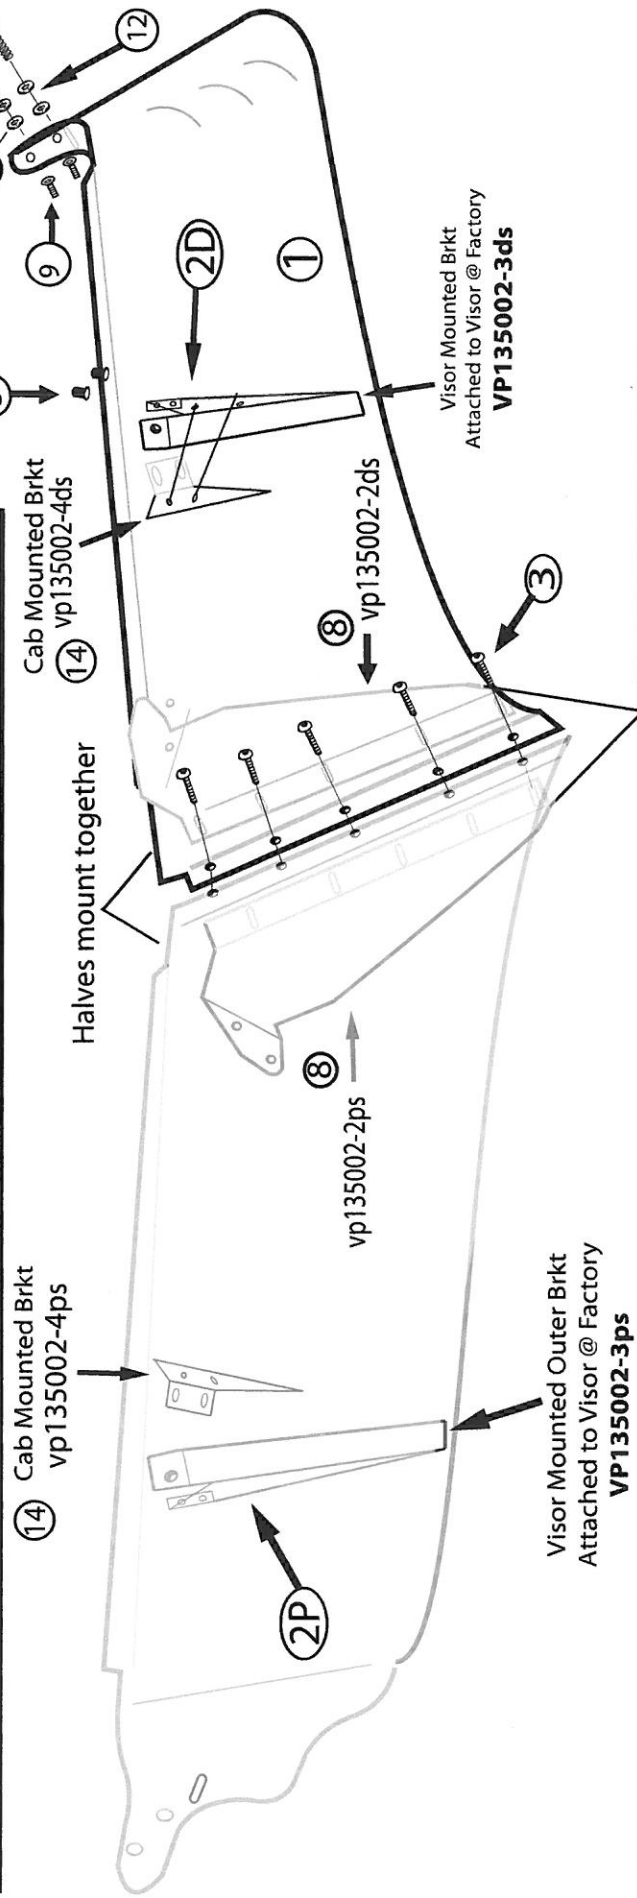 12
9
2D
1
Cab Mounted Brkt
14 vp135002-4ds
Visor Mounted Brkt
Attached to Visor @ Factory
VP135002-3ds
Halves mount together
8 vp135002-2ds
3
14 Cab Mounted Brkt
vp135002-4ps
8
vp135002-2ps
2P
Visor Mounted Outer Brkt
Attached to Visor @ Factory
VP135002-3ps